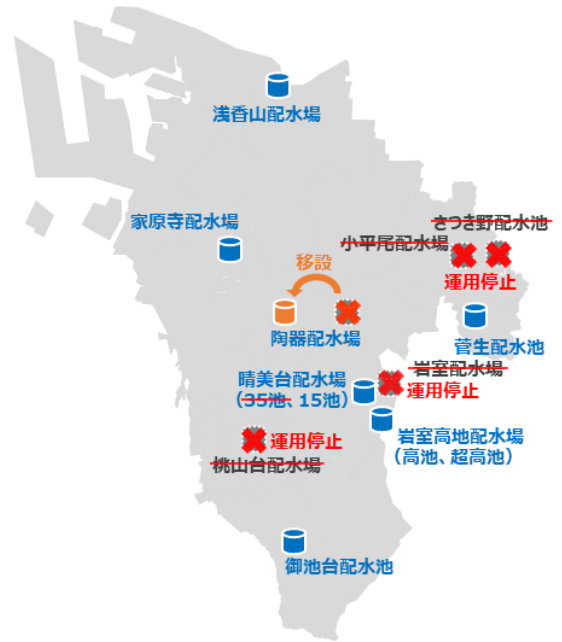 浅香山配水場
家原寺配水場
さつき野配水池
小平尾配水場
運用停止
移設
陶器配水場
菅生配水池
岩室配水場
運用停止
晴美台配水場
（35池、15池）
岩室高地配水場
（高池、超高池）
運用停止
桃山台配水場
御池台配水池